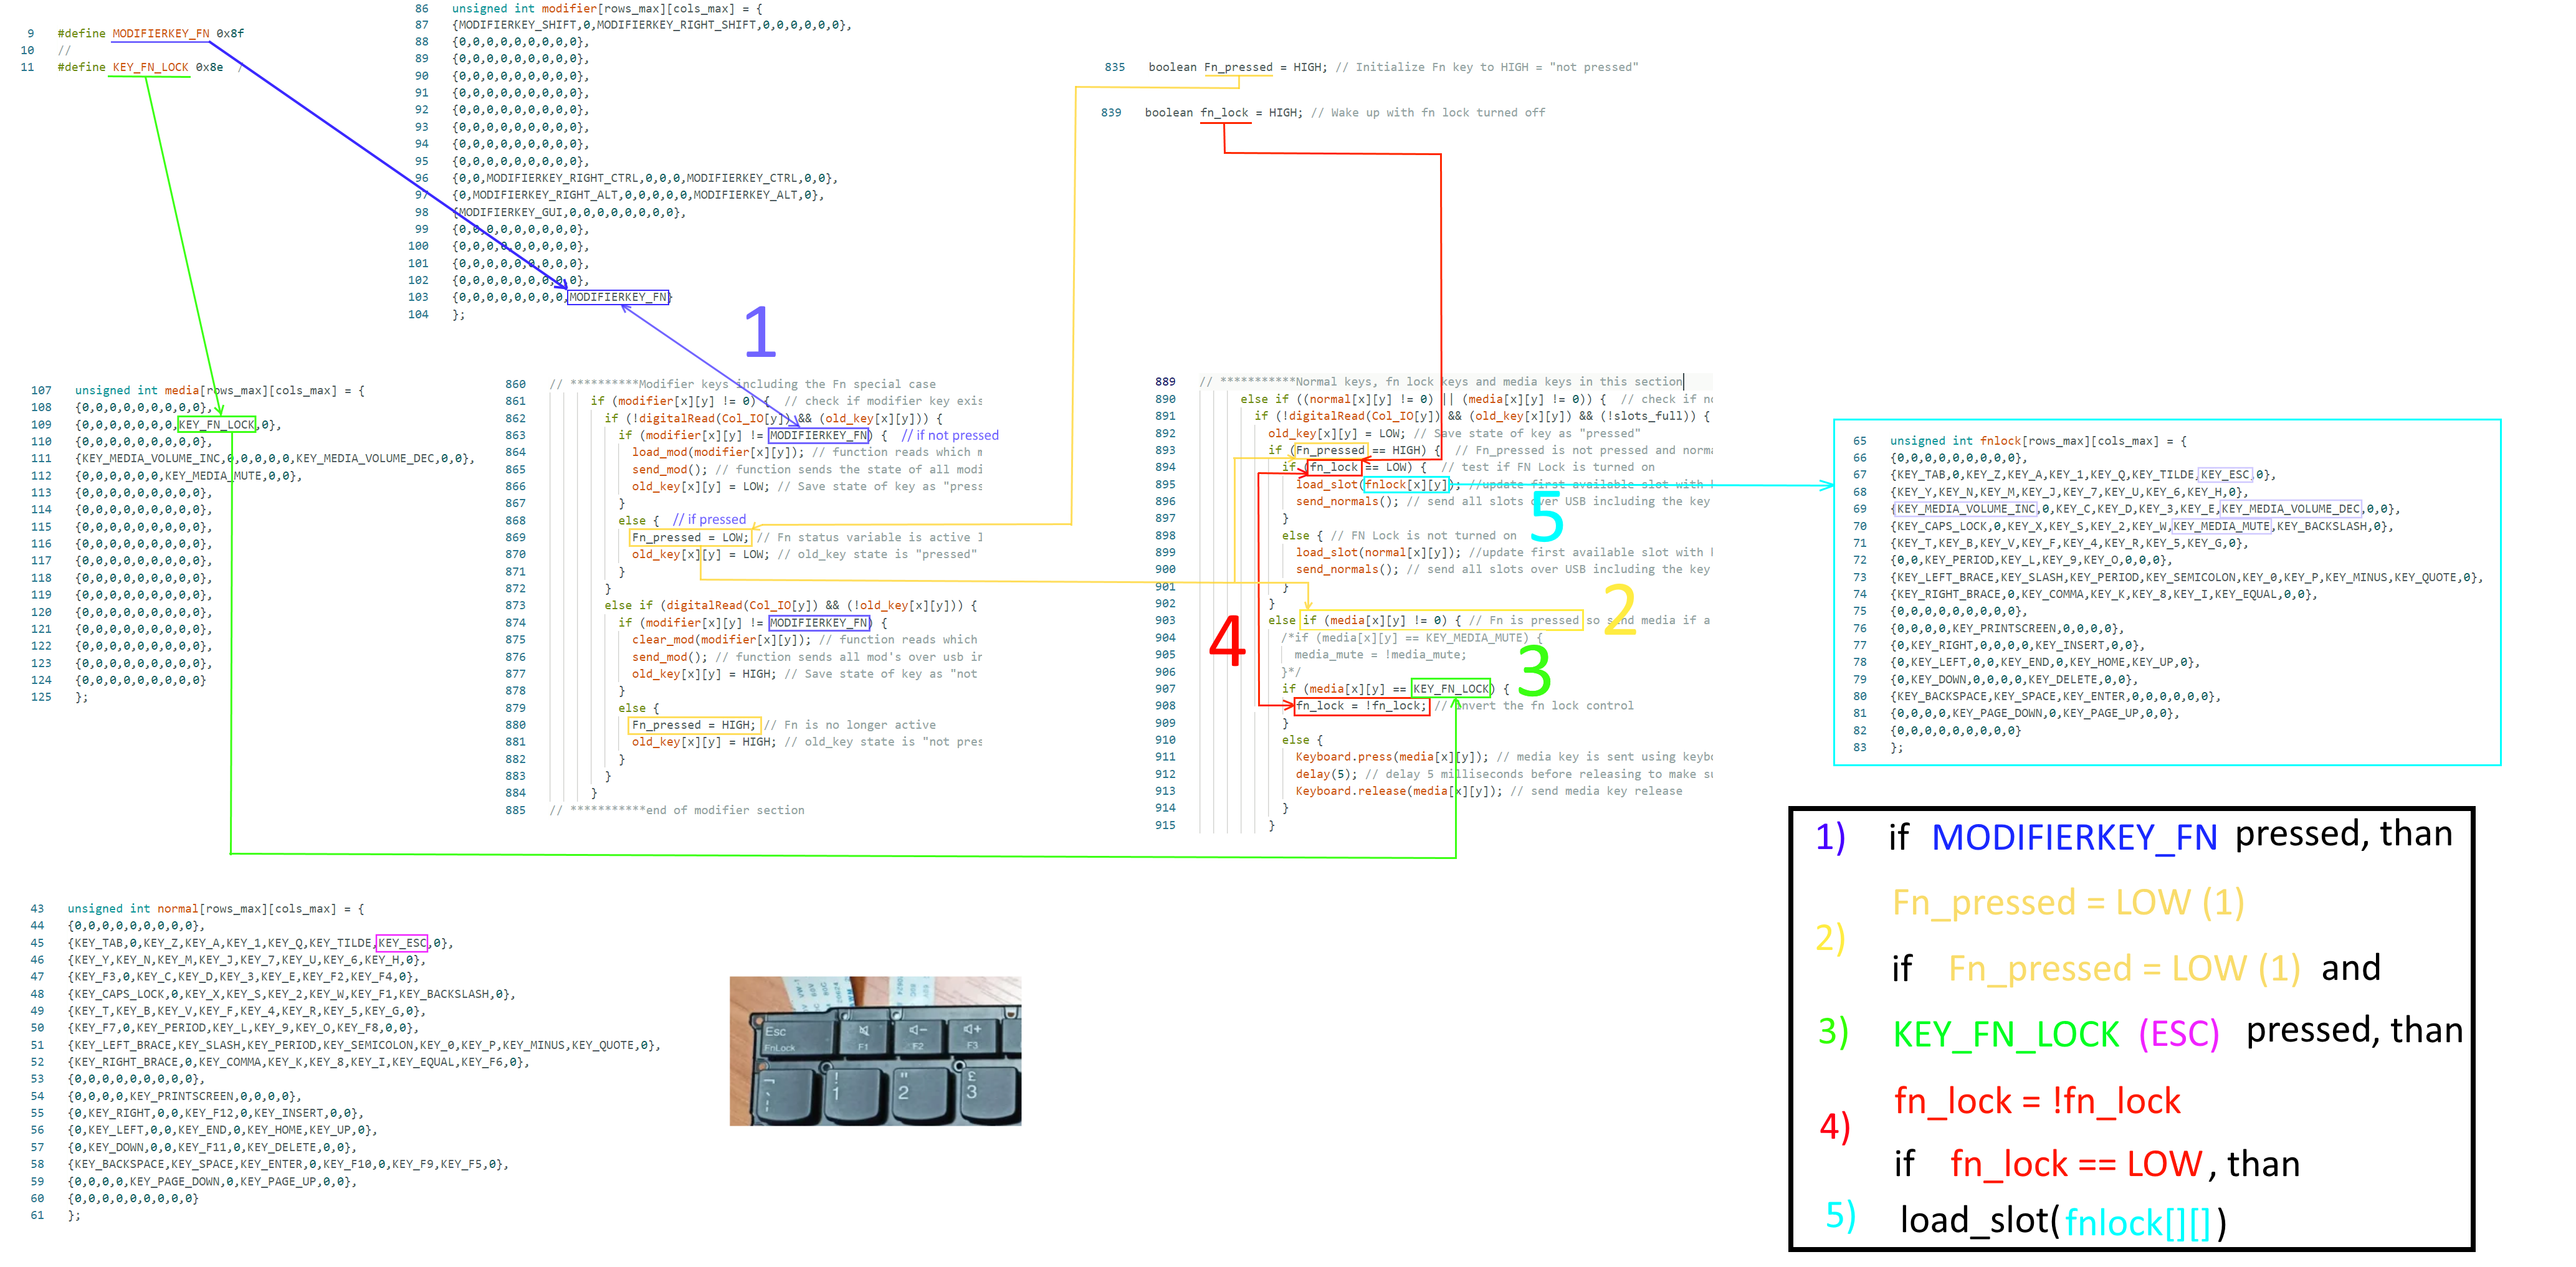 9 #define MODIFIERKEY_FN 0x8f
10 //
11 #define KEY_FN_LOCK 0x8e /
86 unsigned int modifier[rows_max][cols_max] = {
87 {MODIFIERKEY_SHIFT,0,MODIFIERKEY_RIGHT_SHIFT,0,0,0,0,0,0},
88 {0,0,0,0,0,0,0,0,0},
89 {0,0,0,0,0,0,0,0,0},
90 {0,0,0,0,0,0,0,0,0},
91 {0,0,0,0,0,0,0,0,0},
92 {0,0,0,0,0,0,0,0,0},
93 {0,0,0,0,0,0,0,0,0},
94 {0,0,0,0,0,0,0,0,0},
95 {0,0,0,0,0,0,0,0,0},
96 {0,0,MODIFIERKEY_RIGHT_CTRL,0,0,0,MODIFIERKEY_CTRL,0,0},
97 {0,MODIFIERKEY_RIGHT_ALT,0,0,0,0,0,MODIFIERKEY_ALT,0},
98 {MODIFIERKEY_GUI,0,0,0,0,0,0,0,0},
99 {0,0,0,0,0,0,0,0,0},
100 {0,0,0,0,0,0,0,0,0},
101 {0,0,0,0,0,0,0,0,0},
102 {0,0,0,0,0,0,0,0,0},
103 {0,0,0,0,0,0,0,0,MODIFIERKEY_FN}
104 };
835 boolean Fn_pressed = HIGH; // Initialize Fn key to HIGH = "not pressed"
839 boolean fn_lock = HIGH; // Wake up with fn lock turned off
1
107 unsigned int media[rows_max][cols_max] = {
108 {0,0,0,0,0,0,0,0,0},
109 {0,0,0,0,0,0,0,KEY_FN_LOCK,0},
110 {0,0,0,0,0,0,0,0,0},
111 {KEY_MEDIA_VOLUME_INC,0,0,0,0,0,KEY_MEDIA_VOLUME_DEC,0,0},
112 {0,0,0,0,0,0,KEY_MEDIA_MUTE,0,0},
113 {0,0,0,0,0,0,0,0,0},
114 {0,0,0,0,0,0,0,0,0},
115 {0,0,0,0,0,0,0,0,0},
116 {0,0,0,0,0,0,0,0,0},
117 {0,0,0,0,0,0,0,0,0},
118 {0,0,0,0,0,0,0,0,0},
119 {0,0,0,0,0,0,0,0,0},
120 {0,0,0,0,0,0,0,0,0},
121 {0,0,0,0,0,0,0,0,0},
122 {0,0,0,0,0,0,0,0,0},
123 {0,0,0,0,0,0,0,0,0},
124 {0,0,0,0,0,0,0,0,0}
125 };
860 // **********Modifier keys including the Fn special case
861 if (modifier[x][y] != 0) { // check if modifier key exis
862 if (!digitalRead(Col_IO[y]) && (old_key[x][y])) {
863 if (modifier[x][y] != MODIFIERKEY_FN) { // if not pressed
864 load_mod(modifier[x][y]); // function reads which m
865 send_mod(); // function sends the state of all modi
866 old_key[x][y] = LOW; // Save state of key as "press
867 }
868 else { // if pressed
869 Fn_pressed = LOW; // Fn status variable is active l
870 old_key[x][y] = LOW; // old_key state is "pressed"
871 }
872 }
873 else if (digitalRead(Col_IO[y]) && (!old_key[x][y])) {
874 if (modifier[x][y] != MODIFIERKEY_FN) {
875 clear_mod(modifier[x][y]); // function reads which
876 send_mod(); // function sends all mod's over usb in
877 old_key[x][y] = HIGH; // Save state of key as "not
878 }
879 else {
880 Fn_pressed = HIGH; // Fn is no longer active
881 old_key[x][y] = HIGH; // old_key state is "not pres
882 }
883 }
884 }
885 // ***********end of modifier section
889 // ***********Normal keys, fn lock keys and media keys in this section
890 else if ((normal[x][y] != 0) || (media[x][y] != 0)) { // check if no
891 if (!digitalRead(Col_IO[y]) && (old_key[x][y]) && (!slots_full)) {
892 old_key[x][y] = LOW; // Save state of key as "pressed"
893 if (Fn_pressed == HIGH) { // Fn_pressed is not pressed and norma
894 if (fn_lock == LOW) { // test if FN Lock is turned on
895 load_slot(fnlock[x][y]); //update first available slot with
896 send_normals(); // send all slots over USB including the key
897 }
898 else { // FN Lock is not turned on
899 load_slot(normal[x][y]); //update first available slot with
900 send_normals(); // send all slots over USB including the key
901 }
902 }
903 else if (media[x][y] != 0) { // Fn is pressed so send media if a
904 /*if (media[x][y] == KEY_MEDIA_MUTE) {
905 media_mute = !media_mute;
906 }*/
907 if (media[x][y] == KEY_FN_LOCK) {
908 fn_lock = !fn_lock; // invert the fn lock control
909 }
910 else {
911 Keyboard.press(media[x][y]); // media key is sent using keybo
912 delay(5); // delay 5 milliseconds before releasing to make su
913 Keyboard.release(media[x][y]); // send media key release
914 }
915 }
5
2
4
3
65 unsigned int fnlock[rows_max][cols_max] = {
66 {0,0,0,0,0,0,0,0,0},
67 {KEY_TAB,0,KEY_Z,KEY_A,KEY_1,KEY_Q,KEY_TILDE,KEY_ESC,0},
68 {KEY_Y,KEY_N,KEY_M,KEY_J,KEY_7,KEY_U,KEY_6,KEY_H,0},
69 {KEY_MEDIA_VOLUME_INC,0,KEY_C,KEY_D,KEY_3,KEY_E,KEY_MEDIA_VOLUME_DEC,0,0},
70 {KEY_CAPS_LOCK,0,KEY_X,KEY_S,KEY_2,KEY_W,KEY_MEDIA_MUTE,KEY_BACKSLASH,0},
71 {KEY_T,KEY_B,KEY_V,KEY_F,KEY_4,KEY_R,KEY_5,KEY_G,0},
72 {0,0,KEY_PERIOD,KEY_L,KEY_9,KEY_O,0,0,0},
73 {KEY_LEFT_BRACE,KEY_SLASH,KEY_PERIOD,KEY_SEMICOLON,KEY_0,KEY_P,KEY_MINUS,KEY_QUOTE,0},
74 {KEY_RIGHT_BRACE,0,KEY_COMMA,KEY_K,KEY_8,KEY_I,KEY_EQUAL,0,0},
75 {0,0,0,0,0,0,0,0,0},
76 {0,0,0,0,KEY_PRINTSCREEN,0,0,0,0},
77 {0,KEY_RIGHT,0,0,0,0,KEY_INSERT,0,0},
78 {0,KEY_LEFT,0,0,KEY_END,0,KEY_HOME,KEY_UP,0},
79 {0,KEY_DOWN,0,0,0,0,KEY_DELETE,0,0},
80 {KEY_BACKSPACE,KEY_SPACE,KEY_ENTER,0,0,0,0,0,0},
81 {0,0,0,0,KEY_PAGE_DOWN,0,KEY_PAGE_UP,0,0},
82 {0,0,0,0,0,0,0,0,0}
83 };
43 unsigned int normal[rows_max][cols_max] = {
44 {0,0,0,0,0,0,0,0,0},
45 {KEY_TAB,0,KEY_Z,KEY_A,KEY_1,KEY_Q,KEY_TILDE,KEY_ESC,0},
46 {KEY_Y,KEY_N,KEY_M,KEY_J,KEY_7,KEY_U,KEY_6,KEY_H,0},
47 {KEY_F3,0,KEY_C,KEY_D,KEY_3,KEY_E,KEY_F2,KEY_F4,0},
48 {KEY_CAPS_LOCK,0,KEY_X,KEY_S,KEY_2,KEY_W,KEY_F1,KEY_BACKSLASH,0},
49 {KEY_T,KEY_B,KEY_V,KEY_F,KEY_4,KEY_R,KEY_5,KEY_G,0},
50 {KEY_F7,0,KEY_PERIOD,KEY_L,KEY_9,KEY_O,KEY_F8,0,0},
51 {KEY_LEFT_BRACE,KEY_SLASH,KEY_PERIOD,KEY_SEMICOLON,KEY_0,KEY_P,KEY_MINUS,KEY_QUOTE,0},
52 {KEY_RIGHT_BRACE,0,KEY_COMMA,KEY_K,KEY_8,KEY_I,KEY_EQUAL,KEY_F6,0},
53 {0,0,0,0,0,0,0,0,0},
54 {0,0,0,0,KEY_PRINTSCREEN,0,0,0,0},
55 {0,KEY_RIGHT,0,0,KEY_F12,0,KEY_INSERT,0,0},
56 {0,KEY_LEFT,0,0,KEY_END,0,KEY_HOME,KEY_UP,0},
57 {0,KEY_DOWN,0,0,KEY_F11,0,KEY_DELETE,0,0},
58 {KEY_BACKSPACE,KEY_SPACE,KEY_ENTER,0,KEY_F10,0,KEY_F9,KEY_F5,0},
59 {0,0,0,0,KEY_PAGE_DOWN,0,KEY_PAGE_UP,0,0},
60 {0,0,0,0,0,0,0,0,0}
61 };
Esc
FnLock F1 F2 F3
! " £
1 2 3
1) if MODIFIERKEY_FN pressed, than
Fn_pressed = LOW (1)
2)
if Fn_pressed = LOW (1) and
3) KEY_FN_LOCK (ESC) pressed, than
fn_lock = !fn_lock
4)
if fn_lock == LOW, than
5) load_slot(fnlock[][])